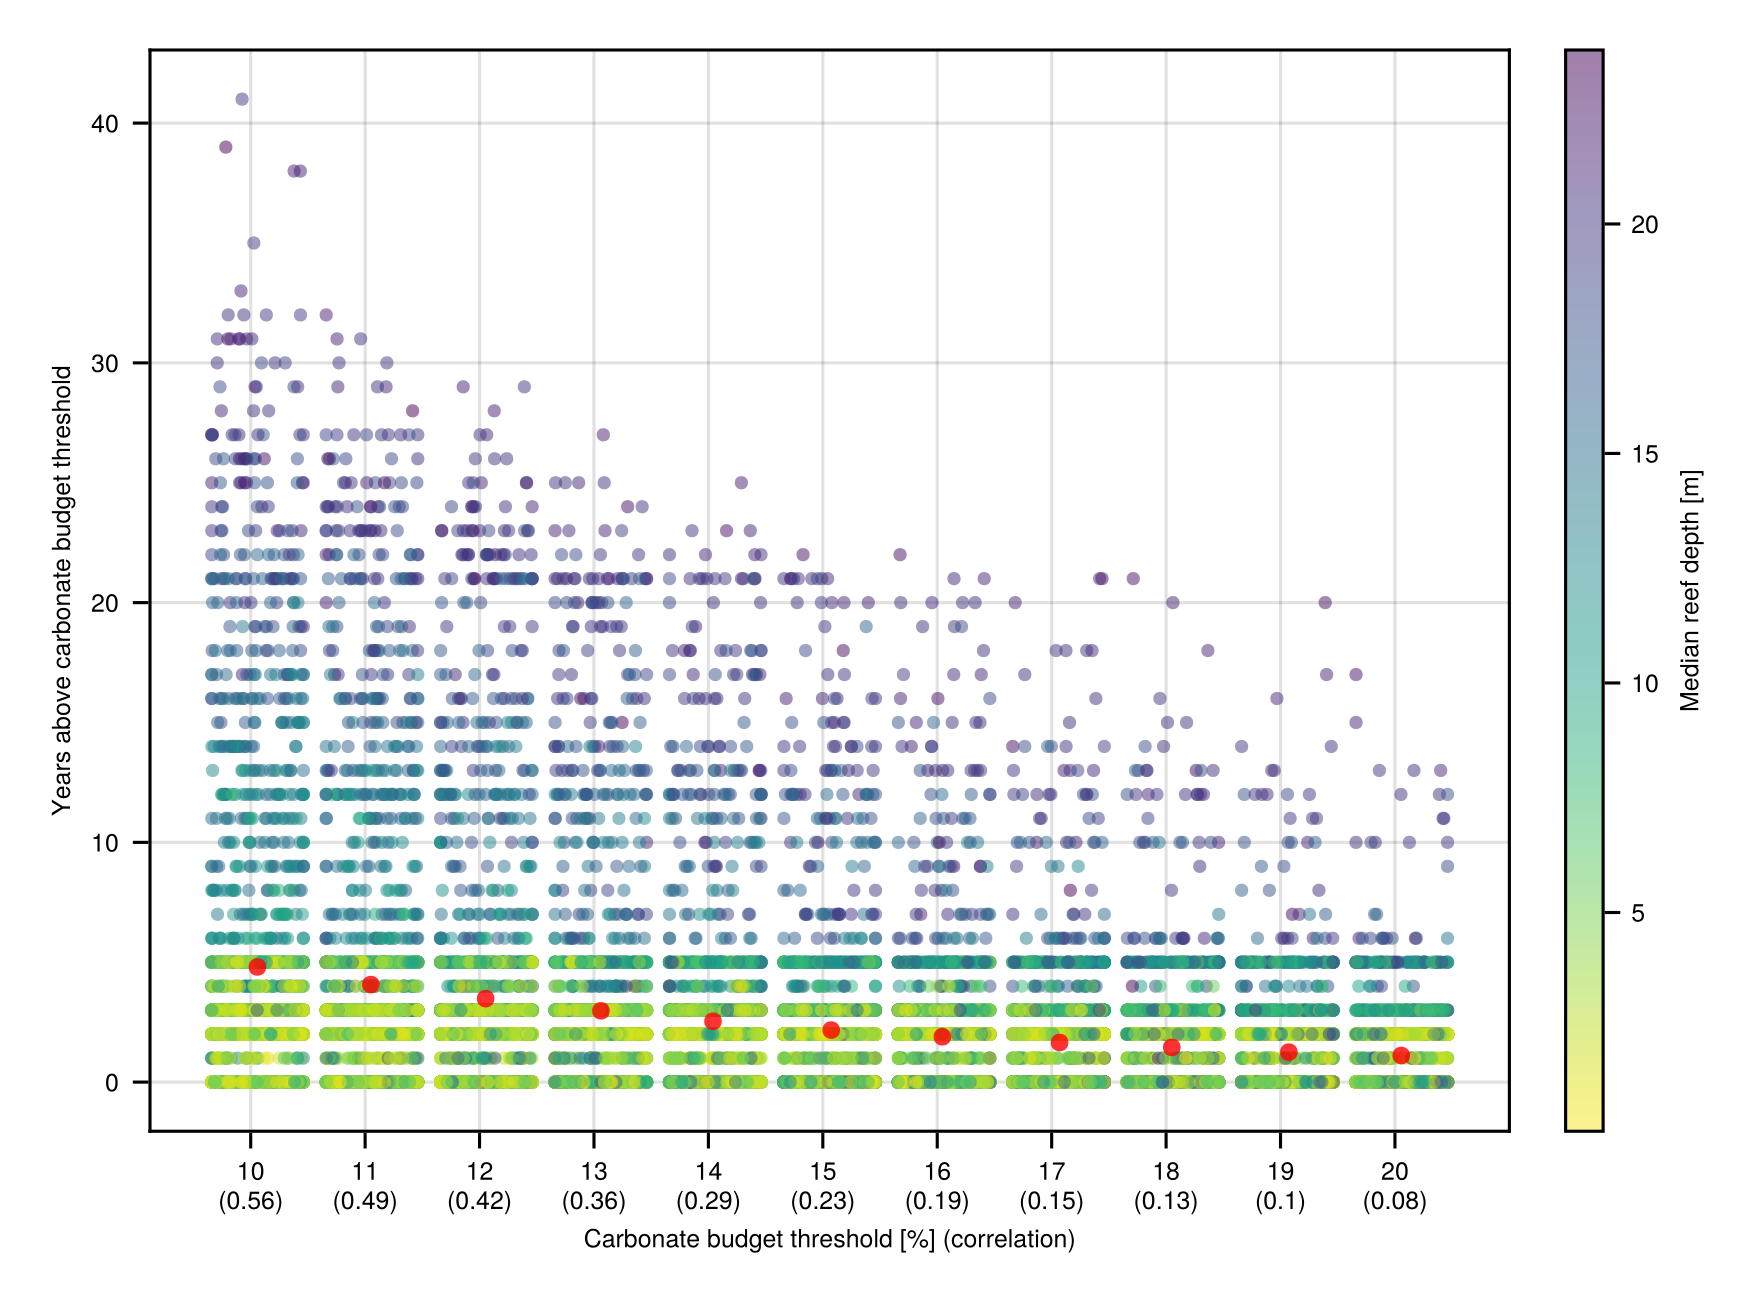 40
30
20
10
0
Years above carbonate budget threshold
10 11 12 13 14 15 16 17 18 19 20
(0.56) (0.49) (0.42) (0.36) (0.29) (0.23) (0.19) (0.15) (0.13) (0.1) (0.08)
Carbonate budget threshold [%] (correlation)
20
15
10
5
Median reef depth [m]